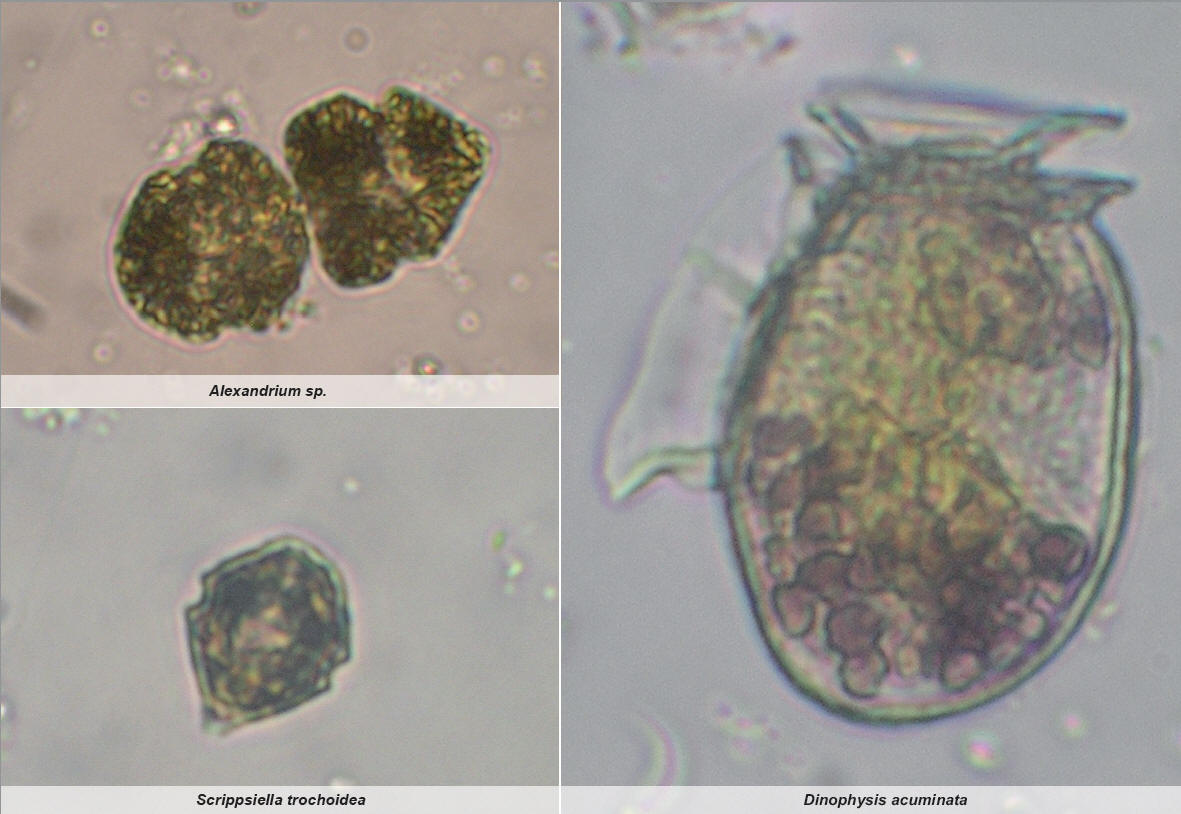 Alexandrium sp.
Scrippsiella trochoidea
Dinophysis acuminata